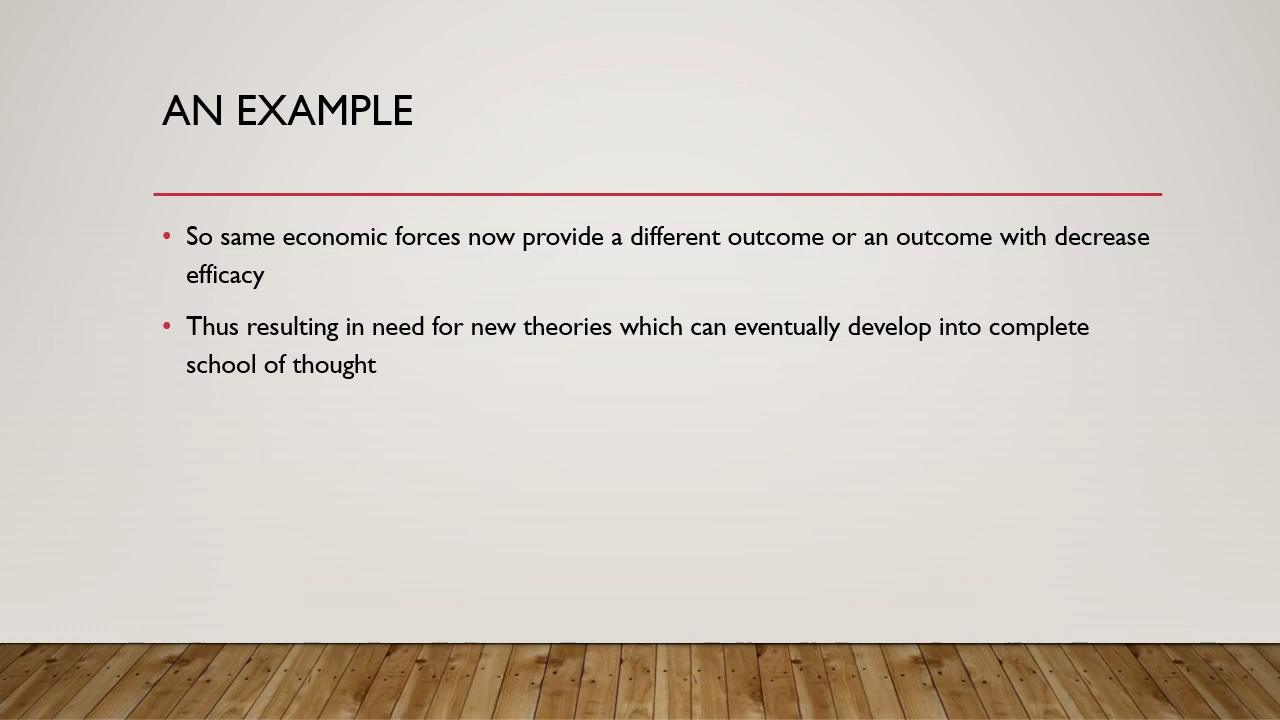 AN EXAMPLE
• So same economic forces now provide a different outcome or an outcome with decrease
efficacy
• Thus resulting in need for new theories which can eventually develop into complete
school of thought